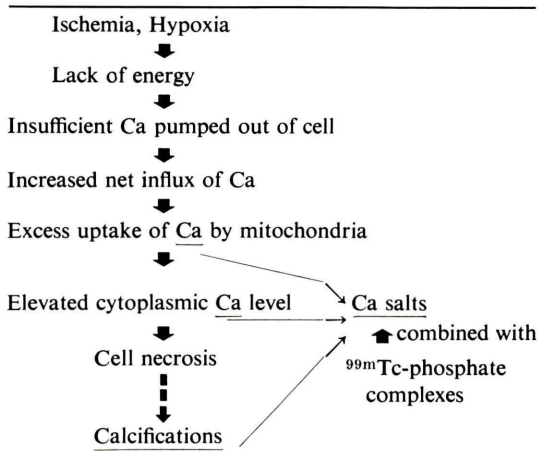 Ischemia, Hypoxia
Lack of energy
Insufficient Ca pumped out of cell
Increased net influx of Ca
Excess uptake of Ca by mitochondria
Elevated cytoplasmic Ca level
Ca salts
combined with
Cell necrosis
99mTc-phosphate
complexes
Calcifications